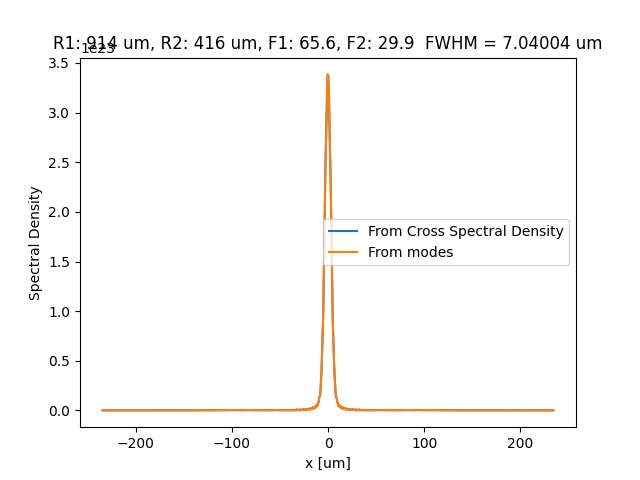 R1: 914 um, R2: 416 um, F1: 65.6, F2: 29.9  FWHM = 7.04004 um
1e23
3.5
3.0
2.5
2.0
1.5
1.0
0.5
0.0
Spectral Density
From Cross Spectral Density
From modes
−200
−100
0
100
200
x [um]